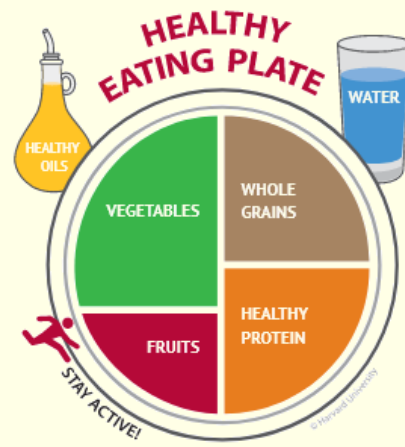 HEALTHY
EATING PLATE
HEALTHY
OILS
WATER
VEGETABLES
WHOLE
GRAINS
FRUITS
HEALTHY
PROTEIN
STAY ACTIVE!
© Harvard University